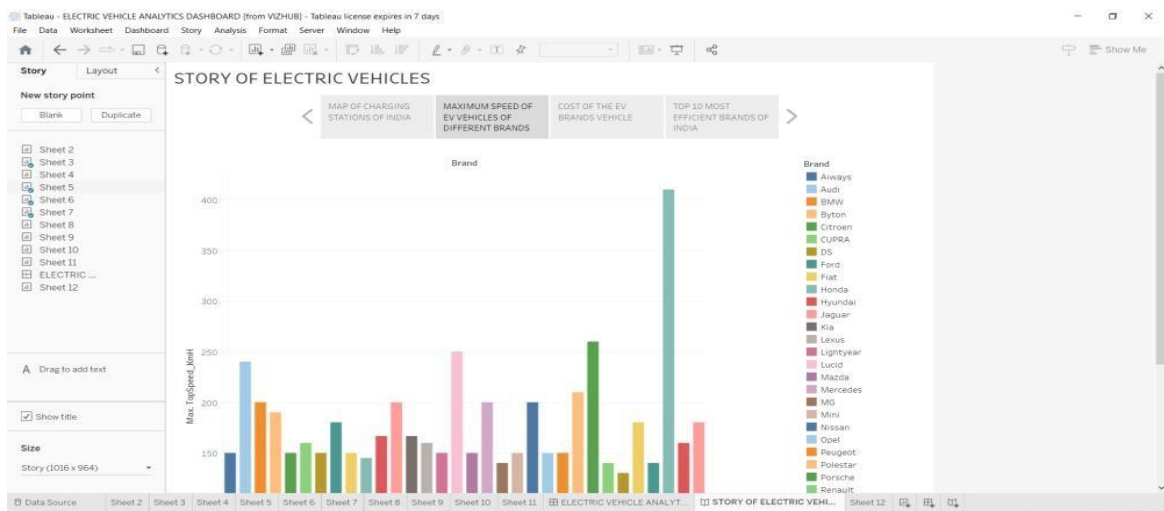 Tableau - ELECTRIC VEHICLE ANALYTICS DASHBOARD [from VIZHUB] - Tableau license expires in 7 days
File Data Worksheet Dashboard Story Analysis Format Server Window Help
Show Me
Story Layout
New story point
Blank Duplicate
Sheet 2
Sheet 3
Sheet 4
Sheet 5
Sheet 6
Sheet 7
Sheet 8
Sheet 9
Sheet 10
Sheet 11
ELECTRIC ...
Sheet 12
A Drag to add text
Show title
Size
Story (1016 x 964)
STORY OF ELECTRIC VEHICLES
MAP OF CHARGING
STATIONS OF INDIA
MAXIMUM SPEED OF
EV VEHICLES OF
DIFFERENT BRANDS
COST OF THE EV
BRANDS VEHICLE
TOP 10 MOST
EFFICIENT BRANDS OF
INDIA
Brand
400
350
300
250
200
150
Max. TopSpeed_KmH
Brand
Aiways
Audi
BMW
Byton
Citroen
CUPRA
DS
Ford
Fiat
Honda
Hyundai
Jaguar
Kia
Lexus
Lightyear
Lucid
Mazda
Mercedes
MG
Mini
Nissan
Opel
Peugeot
Polestar
Porsche
Renault
Data Source Sheet 2 Sheet 3 Sheet 4 Sheet 5 Sheet 6 Sheet 7 Sheet 8 Sheet 9 Sheet 10 Sheet 11 ELECTRIC VEHICLE ANALYT... STORY OF ELECTRIC VEHI... Sheet 12